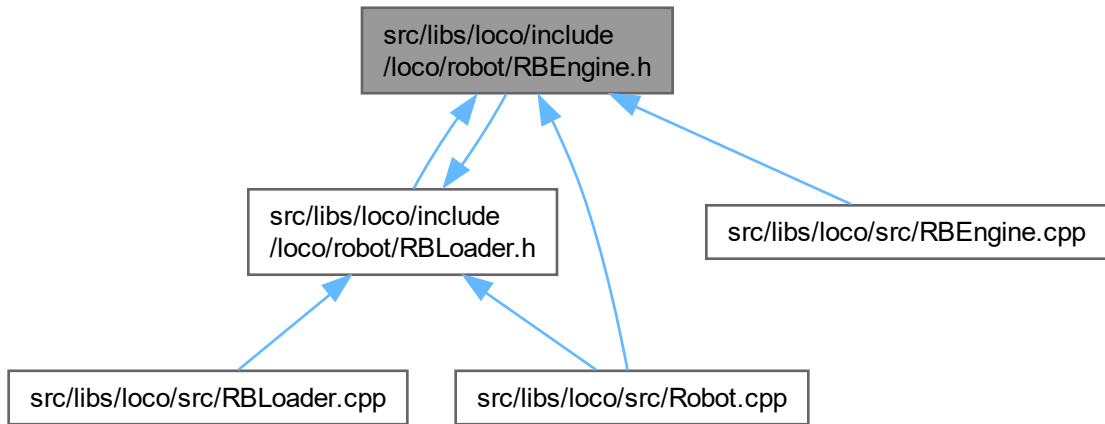 src/libs/loco/include
/loco/robot/RBEngine.h
src/libs/loco/include
/loco/robot/RBLoader.h
src/libs/loco/src/RBEngine.cpp
src/libs/loco/src/RBLoader.cpp
src/libs/loco/src/Robot.cpp